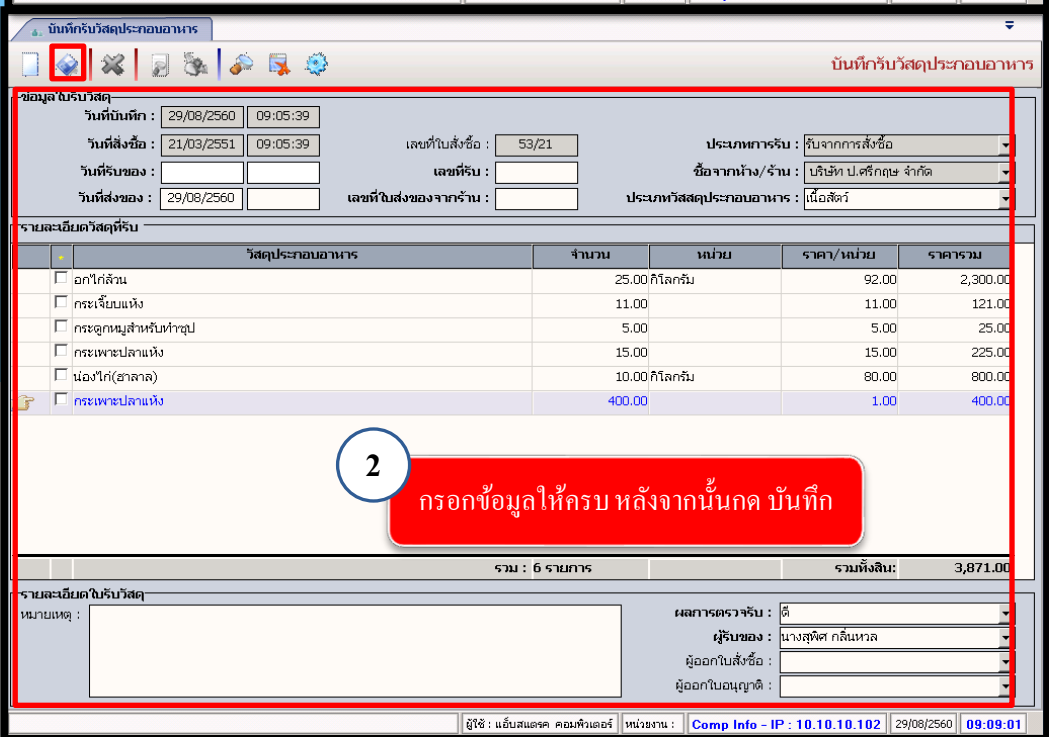 บันทึกรับวัสดุประกอบอาหาร
บันทึกรับวัสดุประกอบอาหาร
ข้อมูลใบรับวัสดุ
วันที่บันทึก : 29/08/2560 09:05:39
วันที่สั่งซื้อ : 21/03/2551 09:05:39 เลขที่ใบสั่งซื้อ : 53/21 ประเภทการรับ : รับจากการสั่งซื้อ
วันที่รับของ : เลขที่รับ : ชื่อจากห้าง/ร้าน : บริษัท ป.ศรีกฤษ จำกัด
วันที่ส่งของ : 29/08/2560 เลขที่ใบส่งของจากร้าน : ประเภทวัสสดุประกอบอาหาร : เนื้อสัตว์
รายละเอียดวัสดุที่รับ
วัสดุประกอบอาหาร จำนวน หน่วย ราคา/หน่วย ราคารวม
อกไก่ล้วน 25.00 กิโลกรัม 92.00 2,300.00
กระเจี๊ยบแห้ง 11.00 11.00 121.00
กระดูกหมูสำหรับทำซุป 5.00 5.00 25.00
กระเพาะปลาแห้ง 15.00 15.00 225.00
น่องไก่(ฮาลาล) 10.00 กิโลกรัม 80.00 800.00
กระเพาะปลาแห้ง 400.00 1.00 400.00
2
กรอกข้อมูลให้ครบ หลังจากนั้นกด บันทึก
รวม : 6 รายการ รวมทั้งสิน: 3,871.00
รายละเอียดใบรับวัสดุ
หมายเหตุ : ผลการตรวจรับ : ดี
ผู้รับของ : นางสุพิศ กลิ่นหวล
ผู้ออกใบสั่งซื้อ :
ผู้ออกใบอนุญาติ :
ผู้ใช้ : แอ็บสแตรค คอมพิวเตอร์ หน่วยงาน : Comp Info - IP : 10.10.10.102 29/08/2560 09:09:01